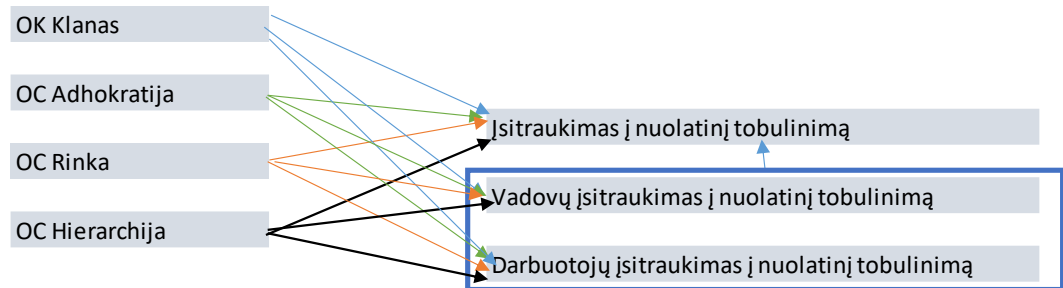 OK Klanas
OC Adhokratija
OC Rinka
OC Hierarchija
Įsitraukimas į nuolatinį tobulinimą
Vadovų įsitraukimas į nuolatinį tobulinimą
Darbuotojų įsitraukimas į nuolatinį tobulinimą